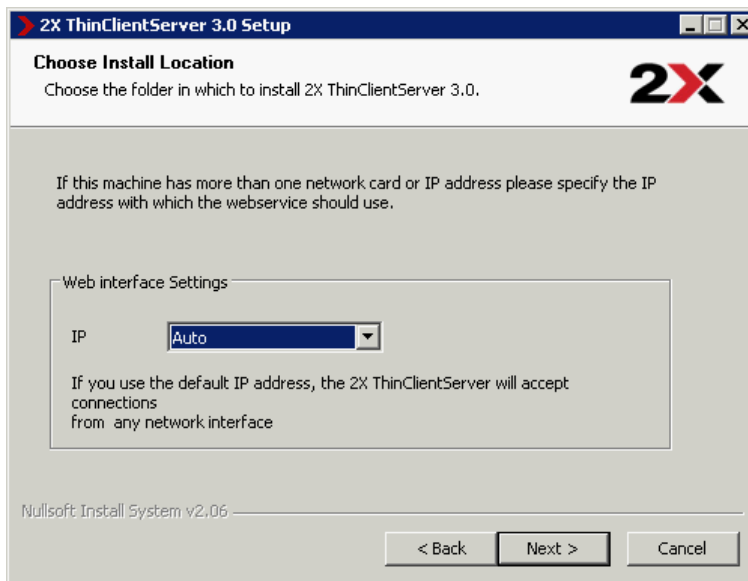 2X ThinClientServer 3.0 Setup
Choose Install Location
Choose the folder in which to install 2X ThinClientServer 3.0.
2X
If this machine has more than one network card or IP address please specify the IP
address with which the webservice should use.
Web interface Settings
IP
Auto
If you use the default IP address, the 2X ThinClientServer will accept
connections
from any network interface
Nullsoft Install System v2.06
< Back
Next >
Cancel